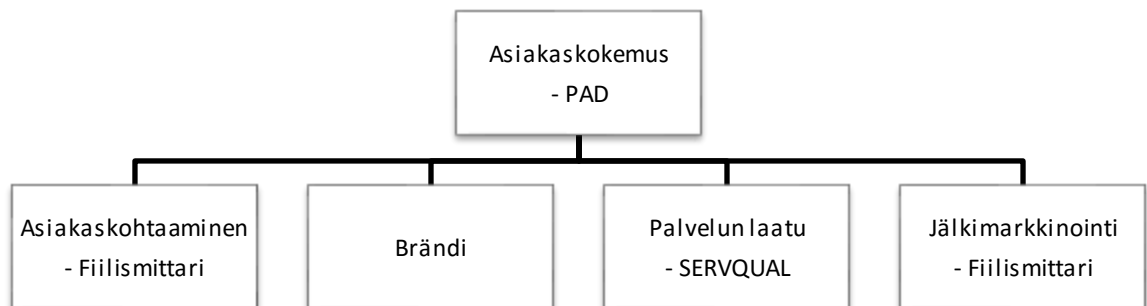 Asiakaskokemus
- PAD
Asiakaskohtaaminen
- Fiilismittari
Brändi
Palvelun laatu
- SERVQUAL
Jälkimarkkinointi
- Fiilismittari